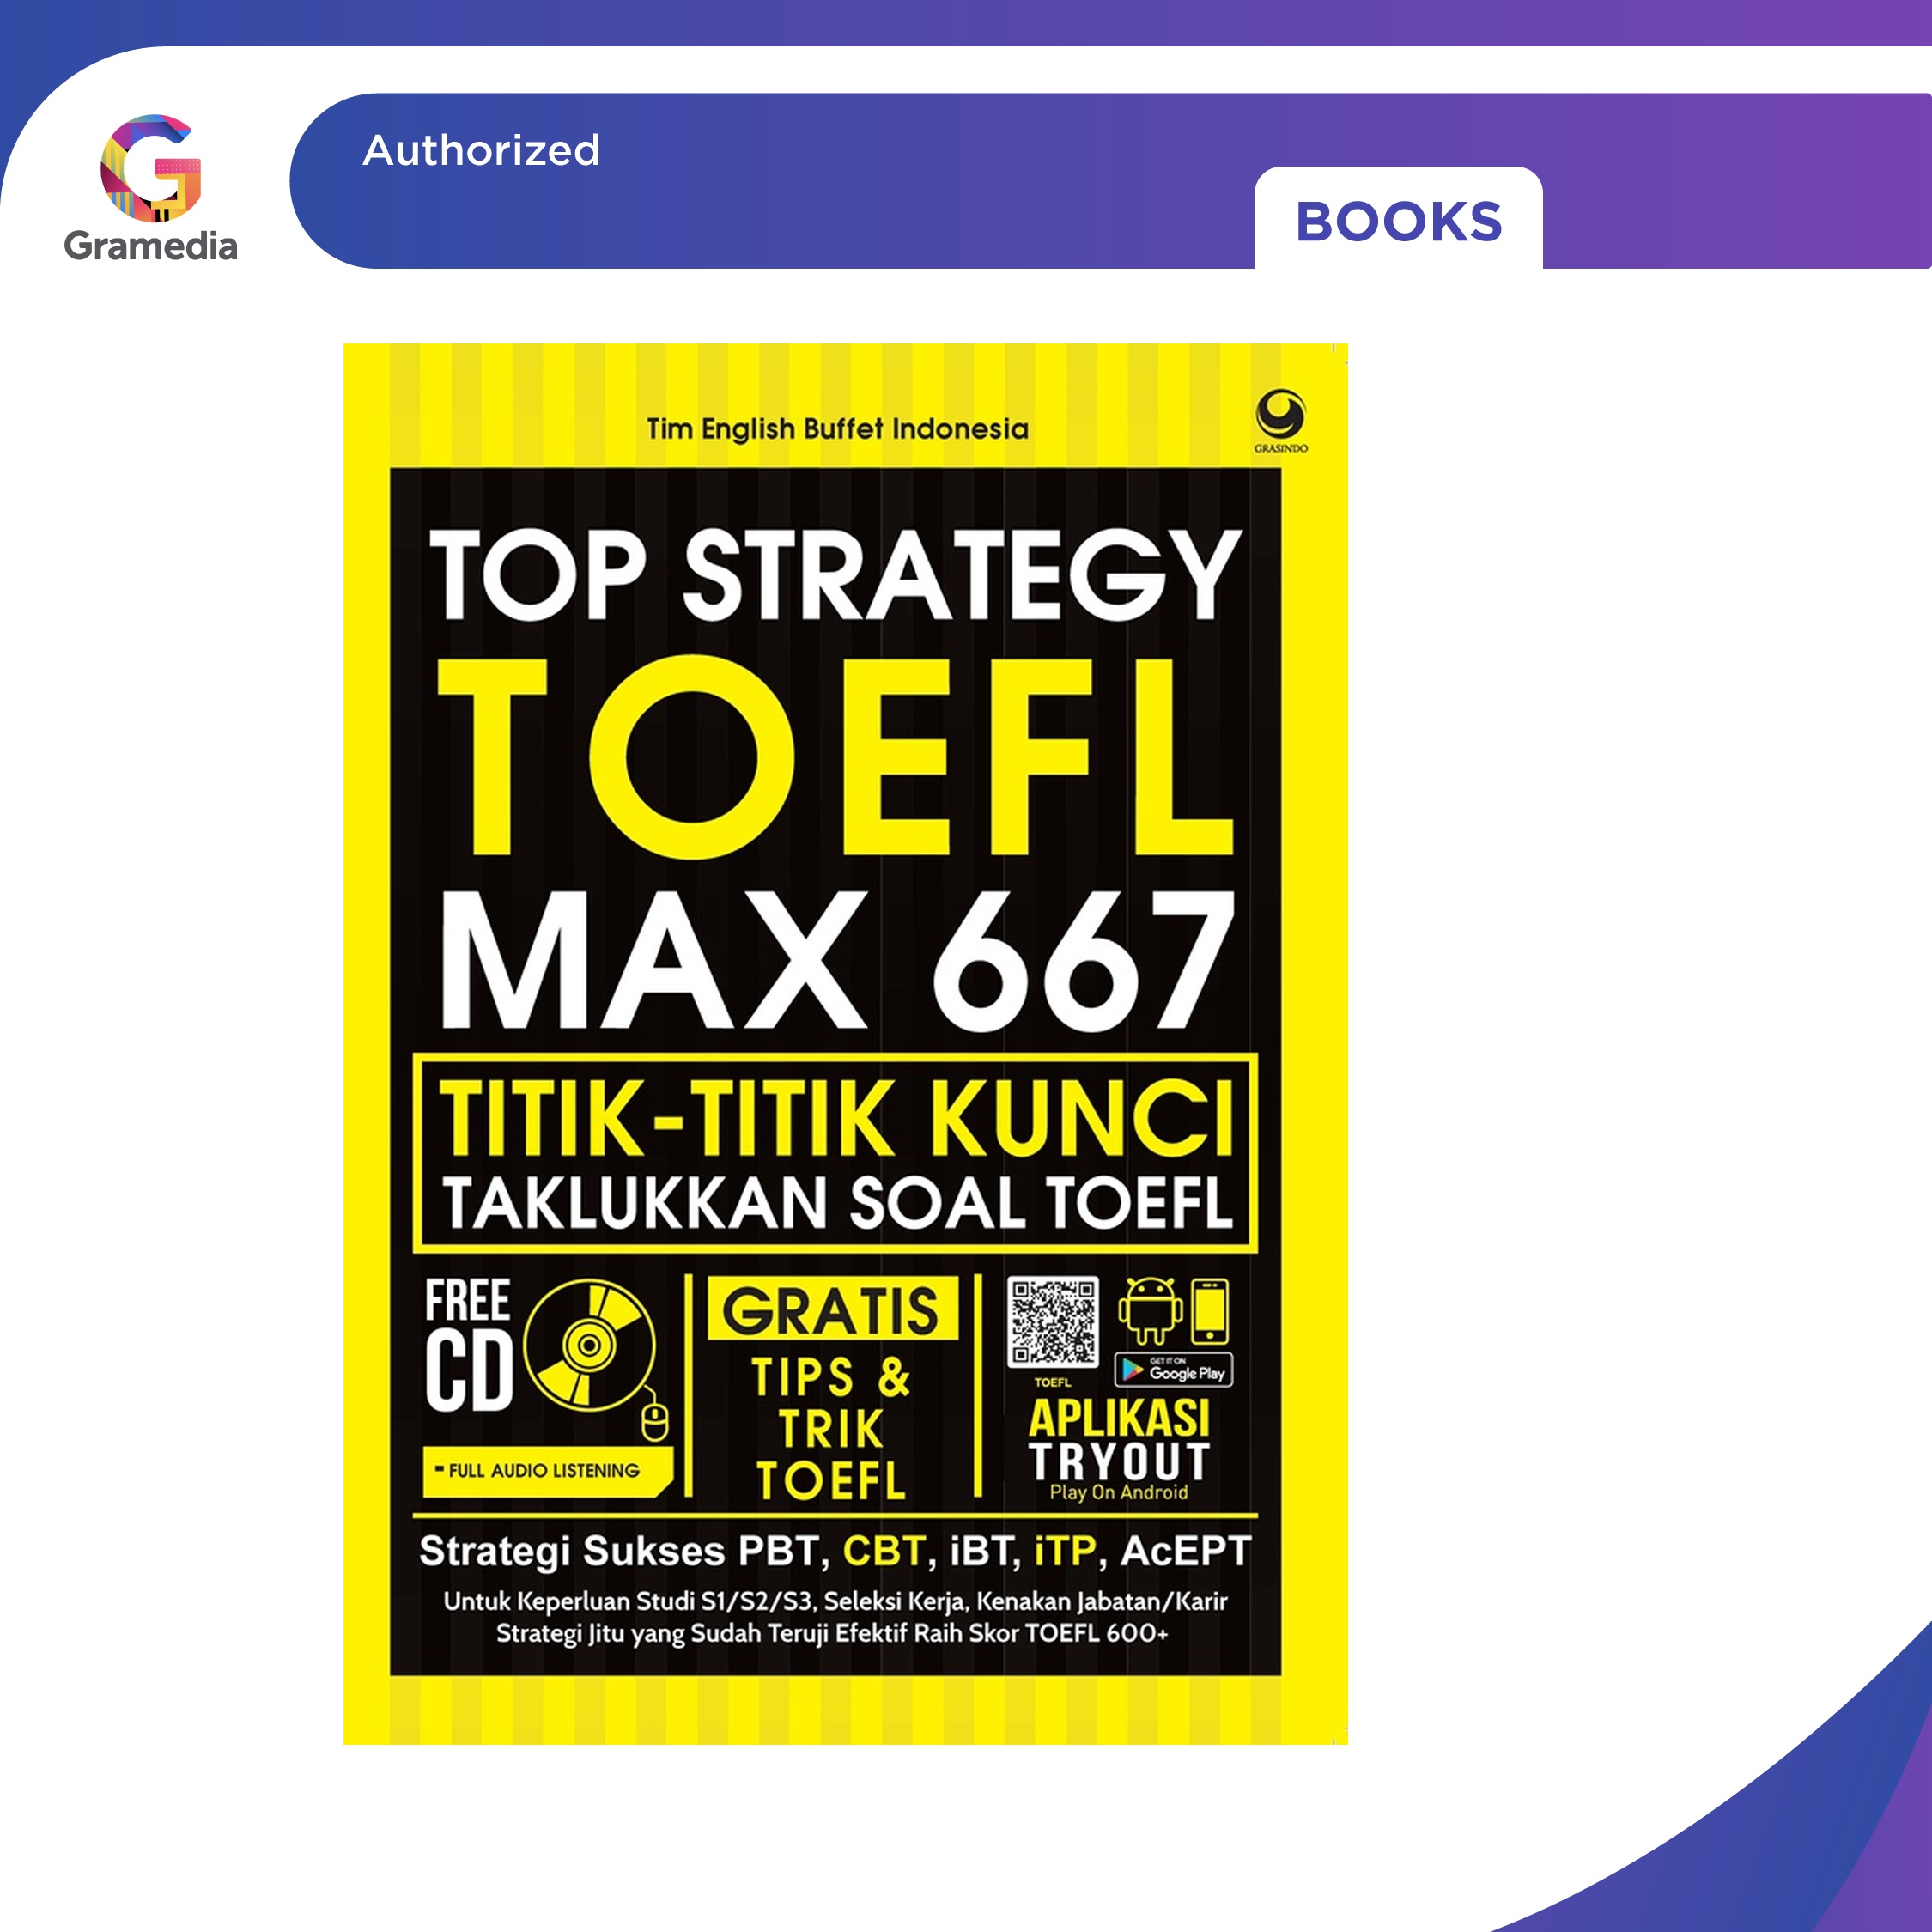 Gramedia
Authorized
BOOKS
Tim English Buffet Indonesia
GRASINDO
TOP STRATEGY
TOEFL
MAX 667
TITIK-TITIK KUNCI
TAKLUKKAN SOAL TOEFL
FREE
CD
- FULL AUDIO LISTENING
GRATIS
TIPS &
TRIK
TOEFL
GET IT ON
Google Play
TOEFL
APLIKASI
TRYOUT
Play On Android
Strategi Sukses PBT, CBT, iBT, iTP, AcEPT
Untuk Keperluan Studi S1/S2/S3, Seleksi Kerja, Kenakan Jabatan/Karir
Strategi Jitu yang Sudah Teruji Efektif Raih Skor TOEFL 600+